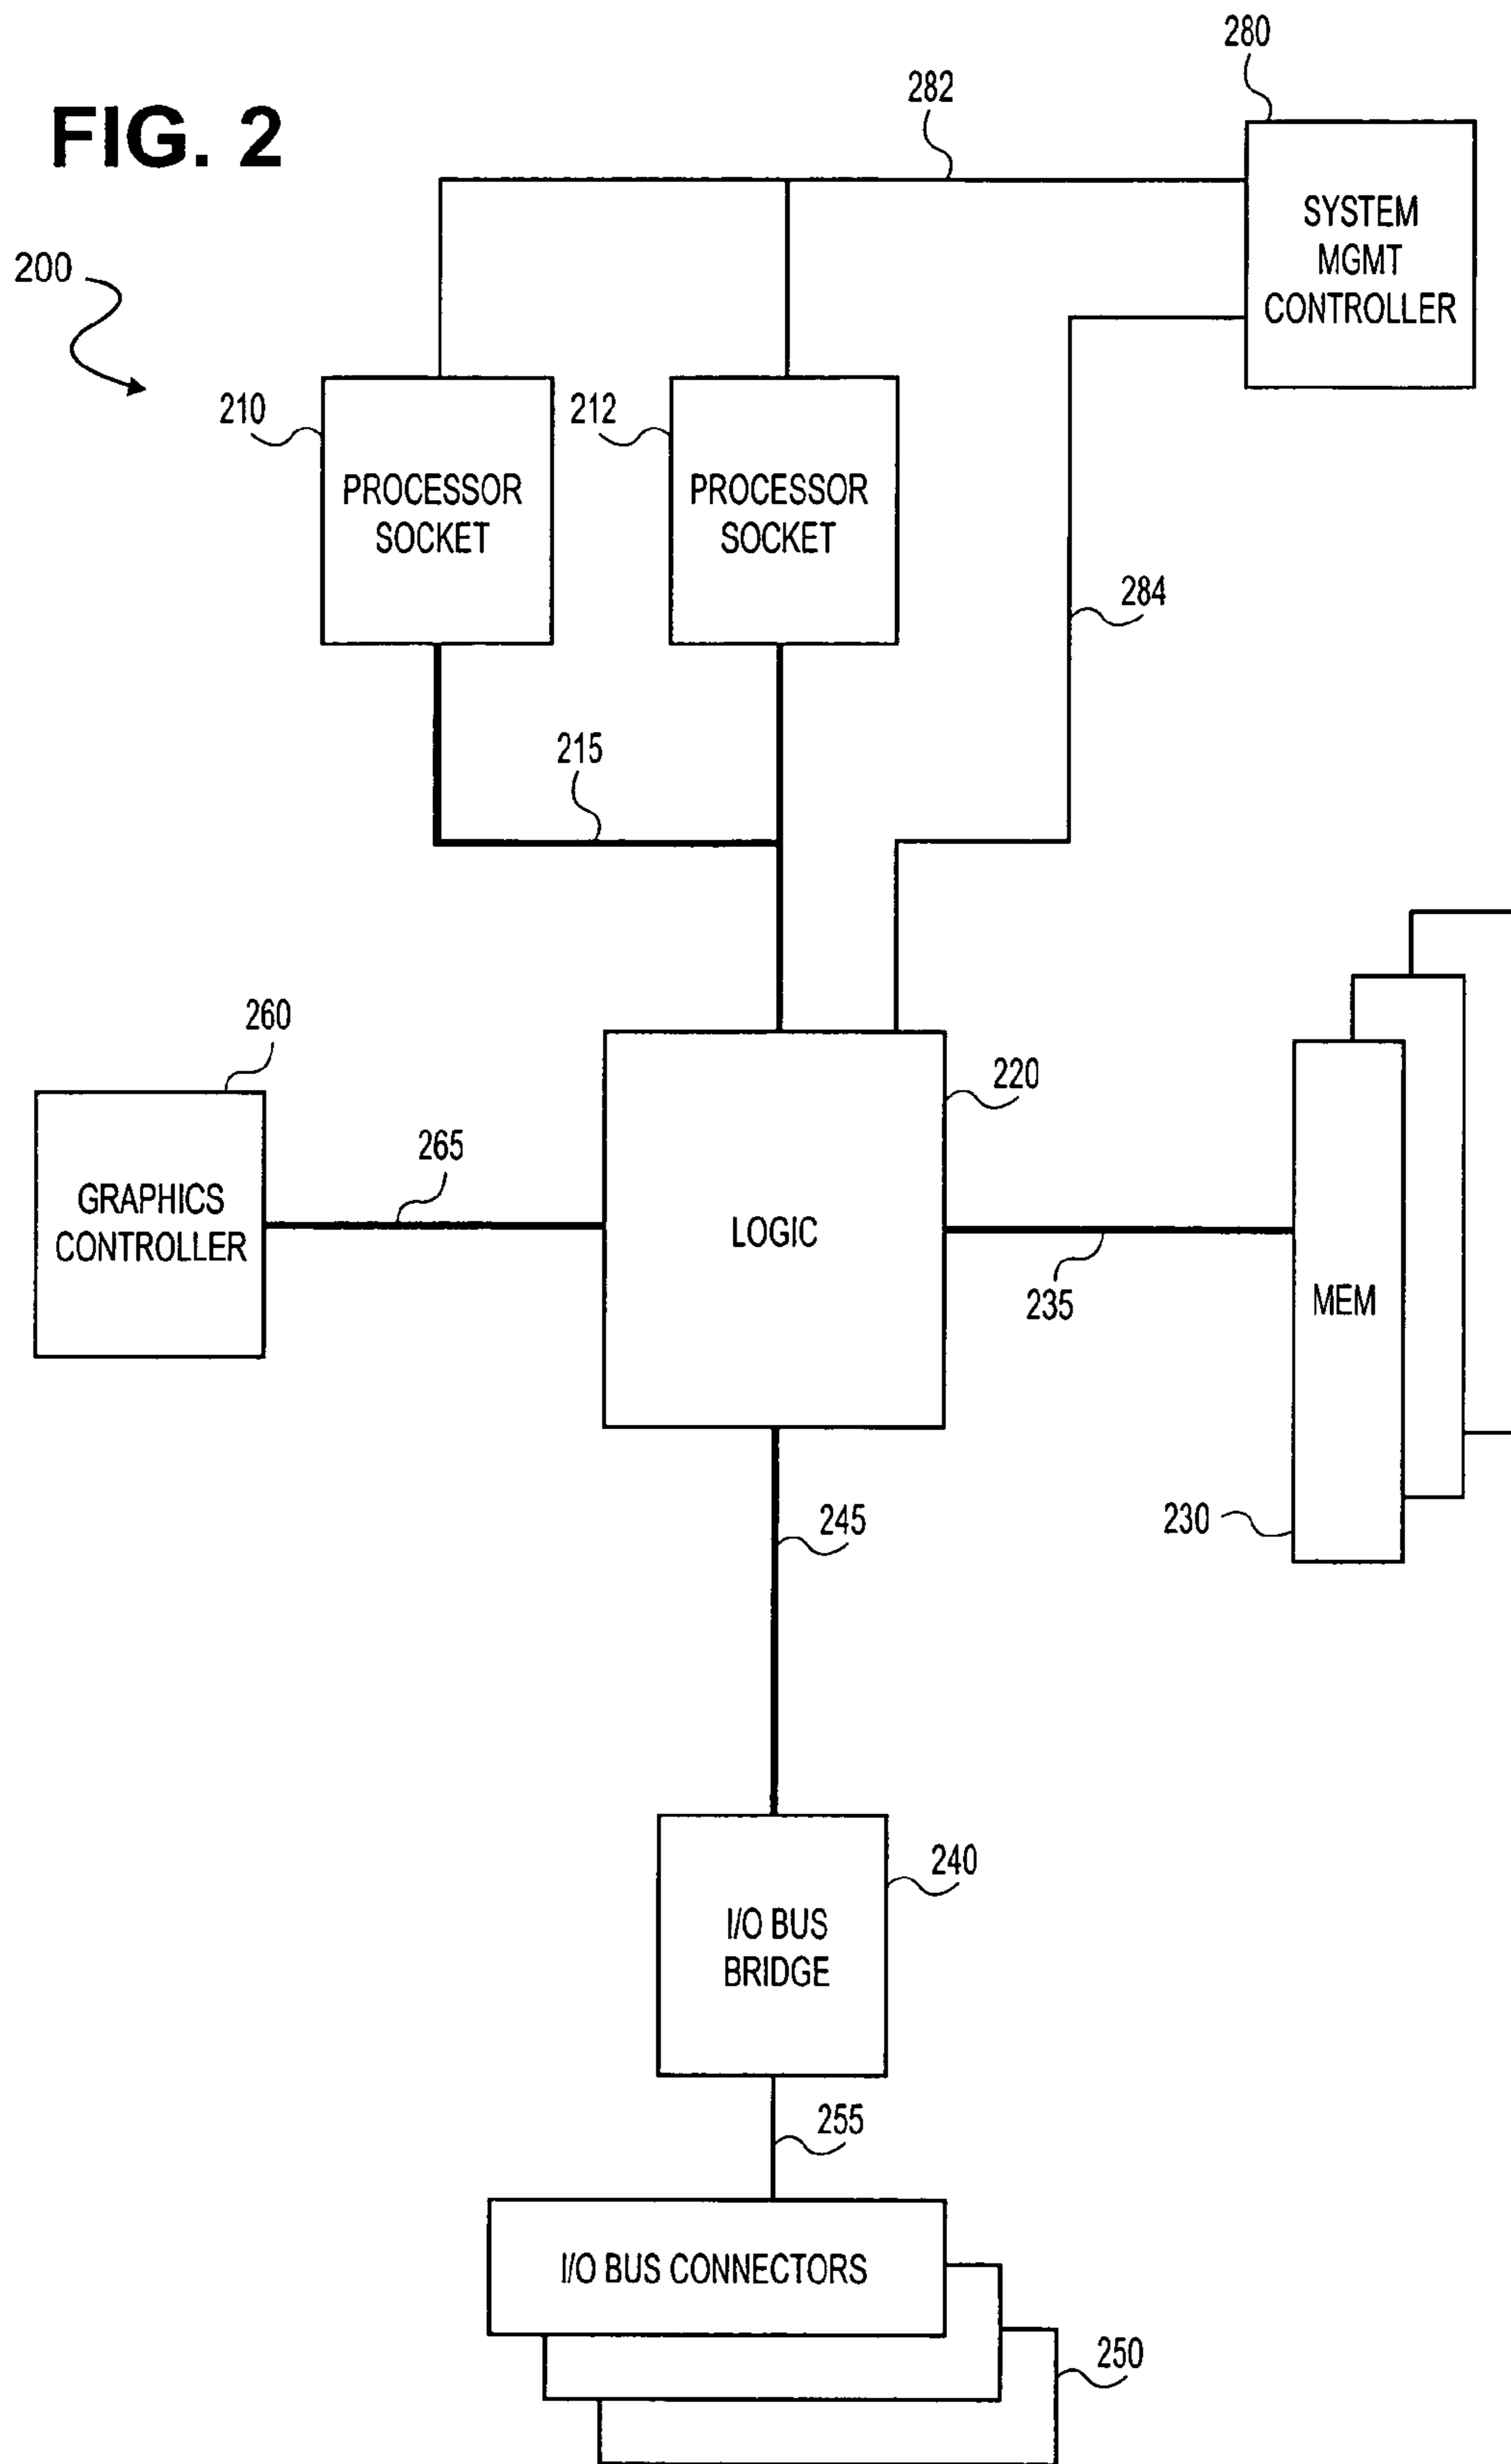 FIG. 2
280
282
SYSTEM
MGMT
CONTROLLER
200
210
212
PROCESSOR
SOCKET
PROCESSOR
SOCKET
284
215
260
220
265
GRAPHICS
CONTROLLER
LOGIC
235
MEM
230
245
240
I/O BUS
BRIDGE
255
I/O BUS CONNECTORS
250